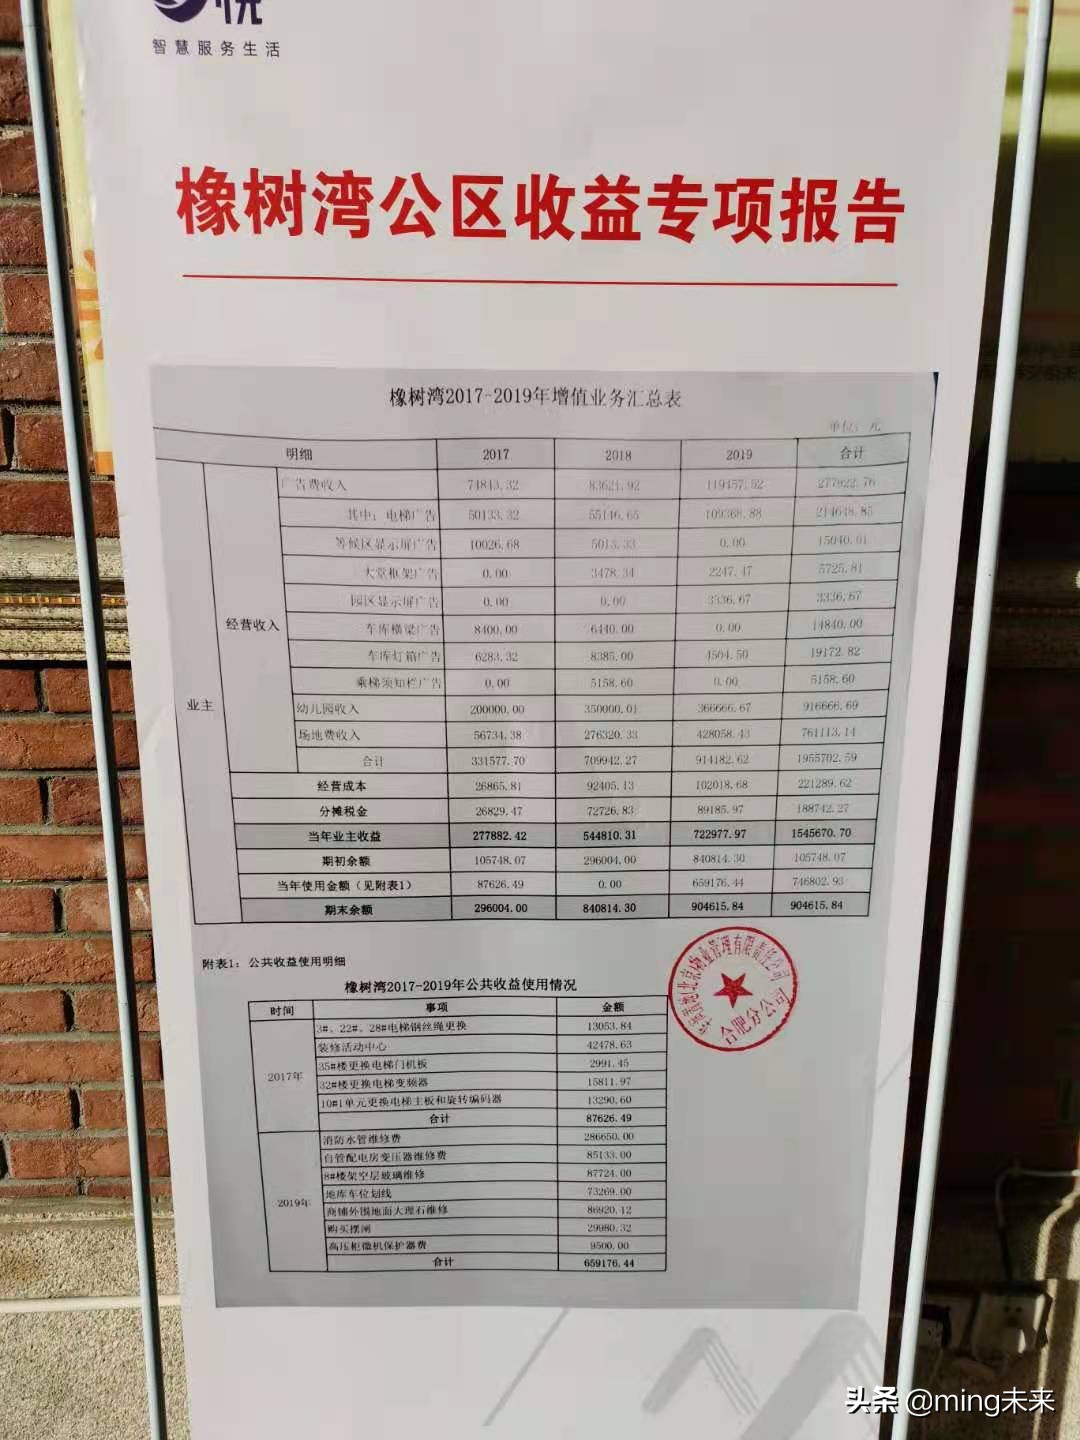 悦
智慧服务生活
橡树湾公区收益专项报告
橡树湾2017-2019年增值业务汇总表
单位：元
明细 2017 2018 2019 合计
业主
经营收入
广告费收入 74843.32 83621.92 119457.52 277922.76
其中：电梯广告 50133.32 55146.65 109368.88 214648.85
等候区显示屏广告 10026.68 5013.33 0.00 15040.01
大堂框架广告 0.00 3478.34 2247.47 5725.81
园区显示屏广告 0.00 0.00 3336.67 3336.67
车库横梁广告 8400.00 6440.00 0.00 14840.00
车库灯箱广告 6283.32 8385.00 4504.50 19172.82
乘梯须知栏广告 0.00 5158.60 0.00 5158.60
幼儿园收入 200000.00 350000.01 366666.67 916666.69
场地费收入 56734.38 276320.33 428058.43 761113.14
合计 331577.70 709942.27 914182.62 1955702.59
经营成本 26865.81 92405.13 102018.68 221289.62
分摊税金 26829.47 72726.83 89185.97 188742.27
当年业主收益 277882.42 544810.31 722977.97 1545670.70
期初余额 105748.07 296004.00 840814.30 105748.07
当年使用金额（见附表1） 87626.49 0.00 659176.44 746802.93
期末余额 296004.00 840814.30 904615.84 904615.84
附表1：公共收益使用明细
橡树湾2017-2019年公共收益使用情况
时间 事项 金额
2017年
3#、22#、28#电梯钢丝绳更换 13053.84
装修活动中心 42478.63
35#楼更换电梯门机板 2991.45
32#楼更换电梯变频器 15811.97
10#1单元更换电梯主板和旋转编码器 13290.60
合计 87626.49
2019年
消防水管维修费 286650.00
自管配电房变压器维修费 85133.00
8#楼架空层玻璃维修 87724.00
地库车位划线 73269.00
商铺外围地面大理石维修 86920.12
购买摆闸 29980.32
高压柜微机保护器费 9500.00
合计 659176.44
(北京)物业管理有限责任公司
合肥分公司
头条 @ming未来